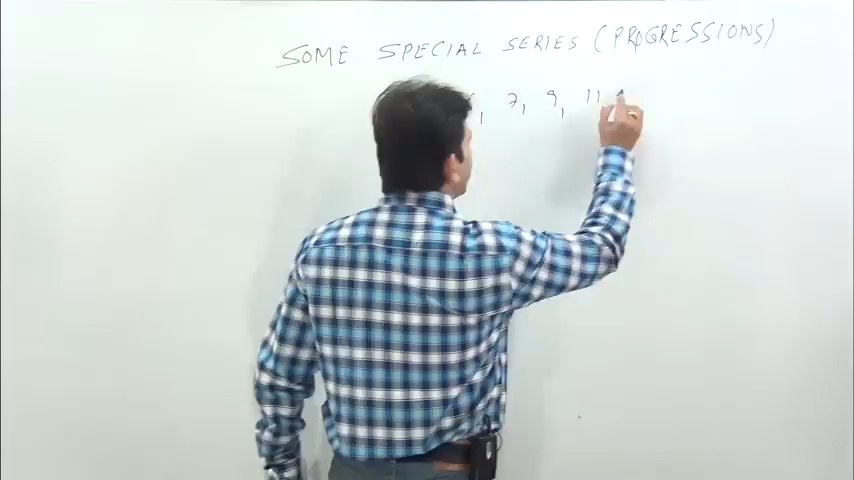 SOME SPECIAL SERIES (PROGRESSIONS)
, 7, 9, 11,